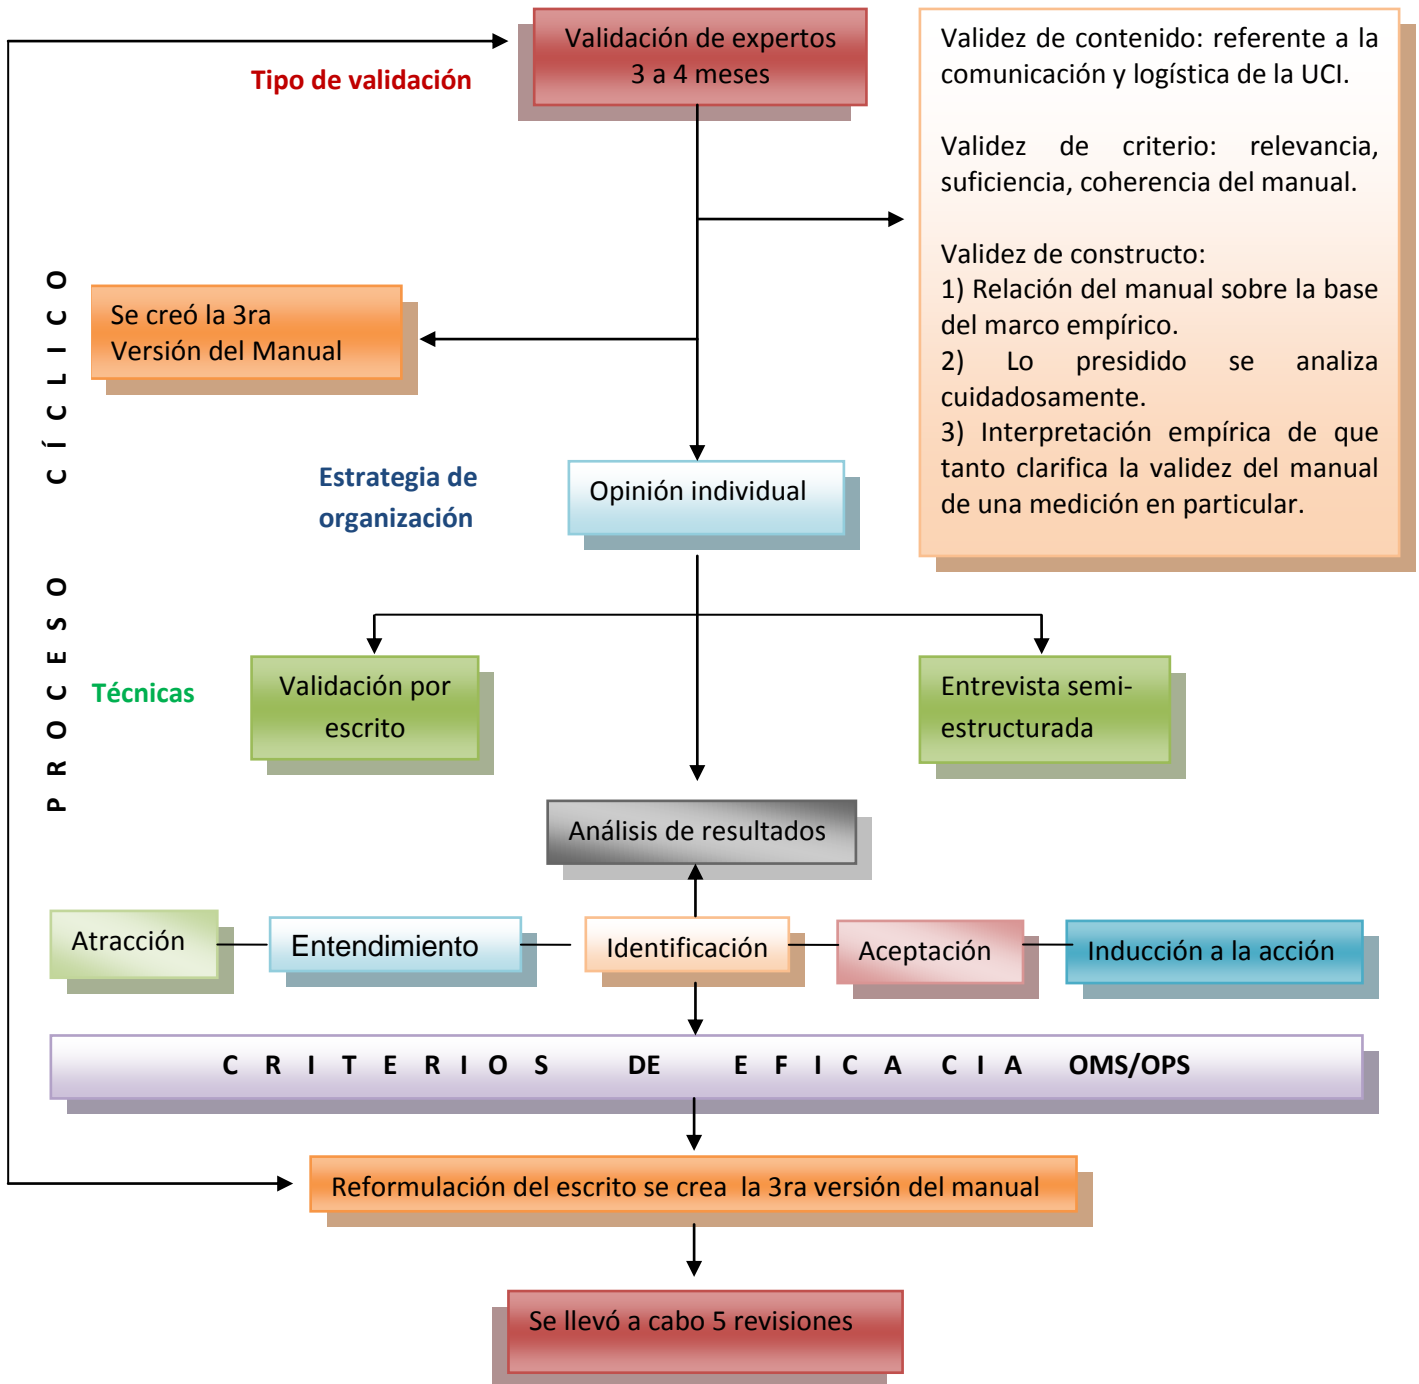 Validación de expertos
3 a 4 meses
Tipo de validación
Validez de contenido: referente a la
comunicación y logística de la UCI.
Validez de criterio: relevancia,
suficiencia, coherencia del manual.
Validez de constructo:
1) Relación del manual sobre la base
del marco empírico.
2) Lo presidido se analiza
cuidadosamente.
3) Interpretación empírica de que
tanto clarifica la validez del manual
de una medición en particular.
Se creó la 3ra
Versión del Manual
PROCESO CÍCLICO
Estrategia de
organización
Opinión individual
Técnicas
Validación por
escrito
Entrevista semi-
estructurada
Análisis de resultados
Atracción
Entendimiento
Identificación
Aceptación
Inducción a la acción
CRITERIOS DE EFICACIA OMS/OPS
Reformulación del escrito se crea la 3ra versión del manual
Se llevó a cabo 5 revisiones